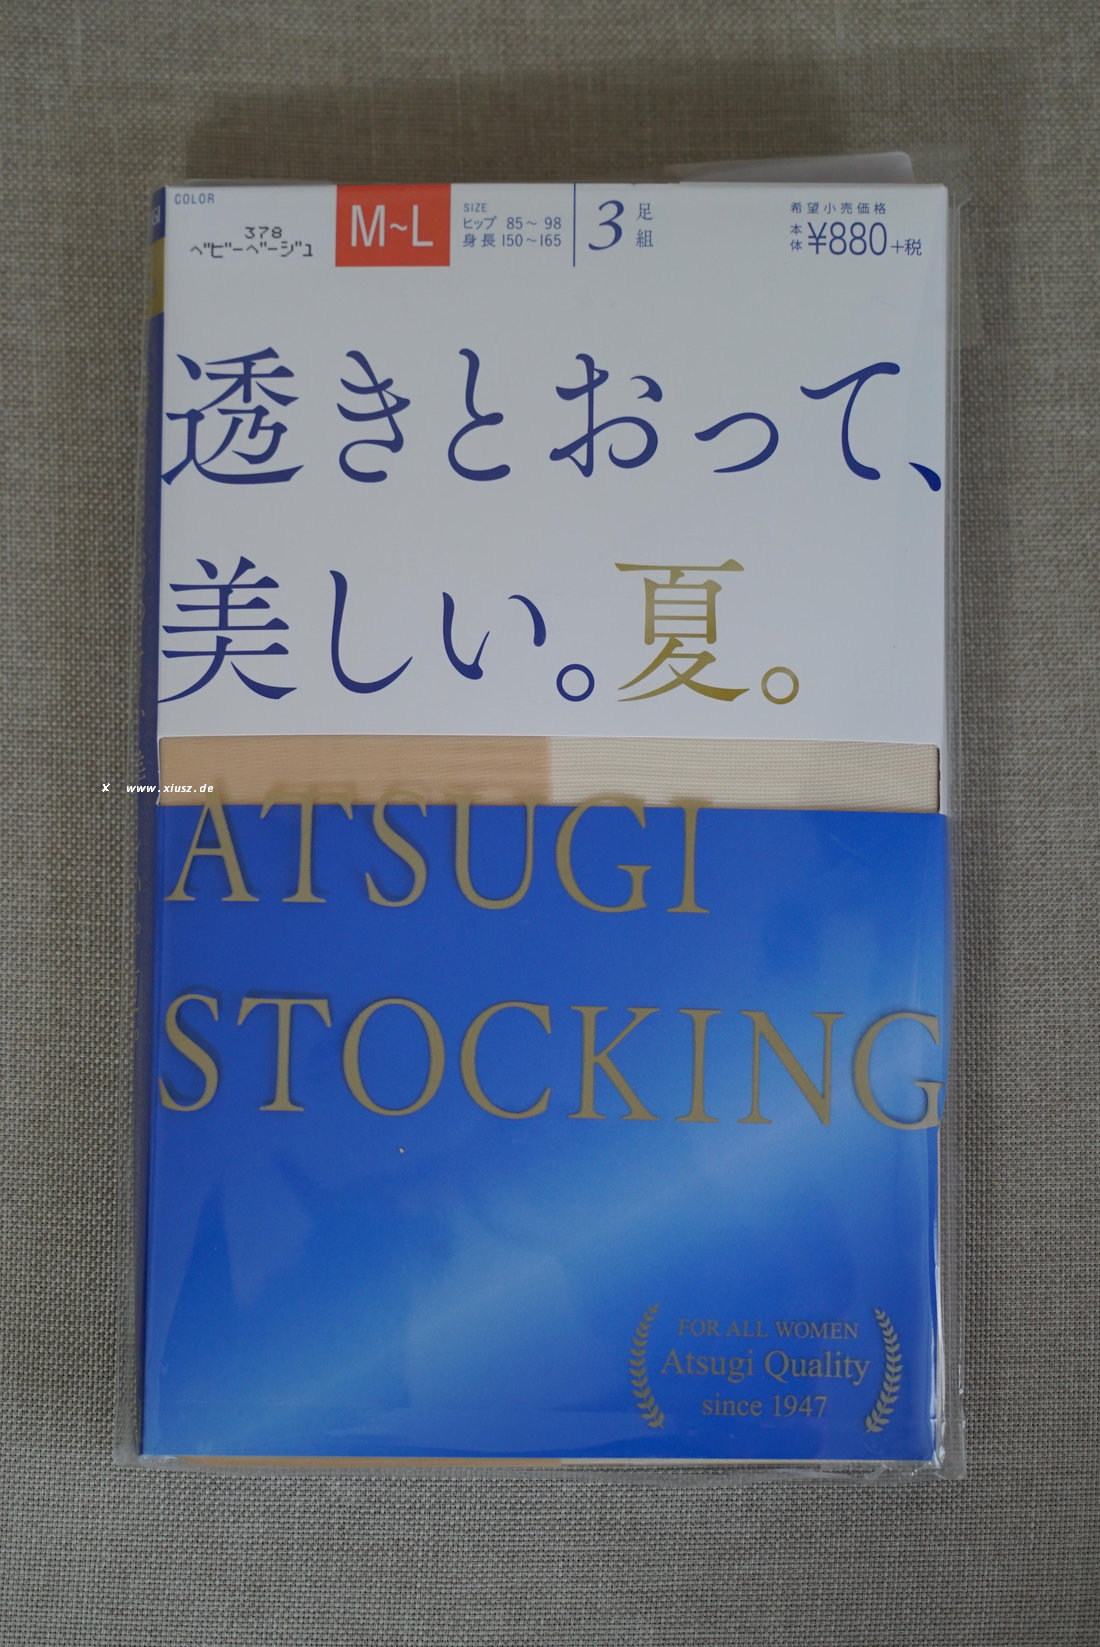 COLOR
378
ベビーベージュ
M~L
SIZE
ヒップ 85～98
身長 150～165
3足組
希望小売価格
本体 ¥880+税
透きとおって、
美しい。夏。
ATSUGI
STOCKING
FOR ALL WOMEN
Atsugi Quality
since 1947
www.xiusz.de